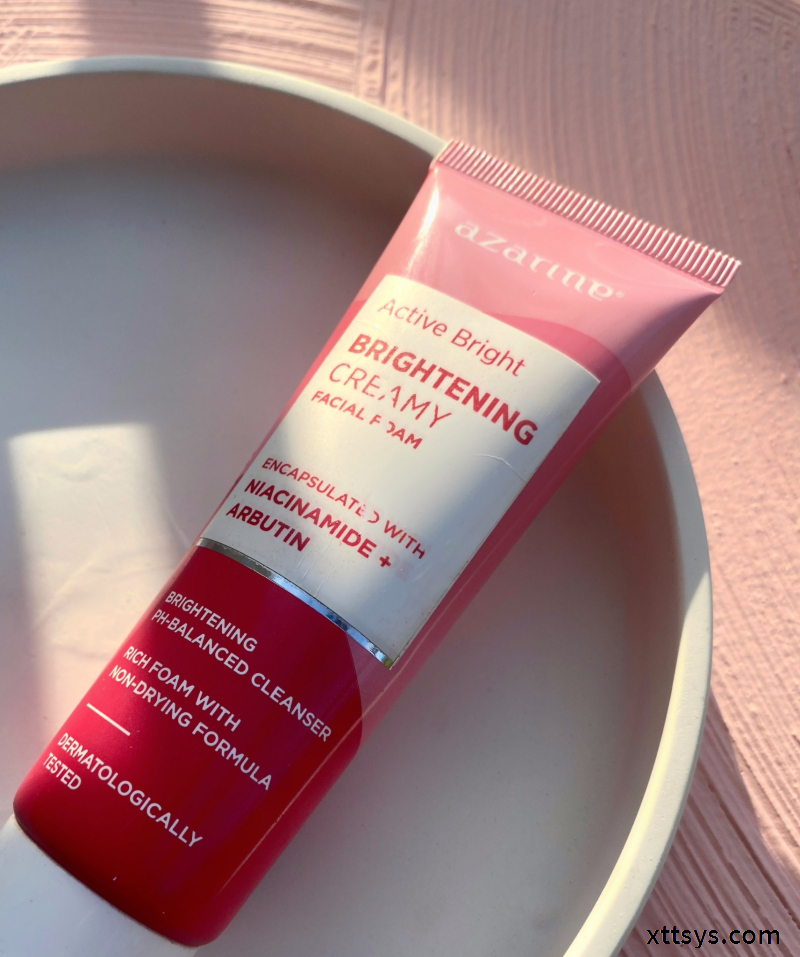 azarine
Active Bright
BRIGHTENING
CREAMY
FACIAL FOAM
ENCAPSULATED WITH
NIACINAMIDE +
ARBUTIN
BRIGHTENING
PH-BALANCED CLEANSER
RICH FOAM WITH
NON-DRYING FORMULA
DERMATOLOGICALLY
TESTED
xttsys.com